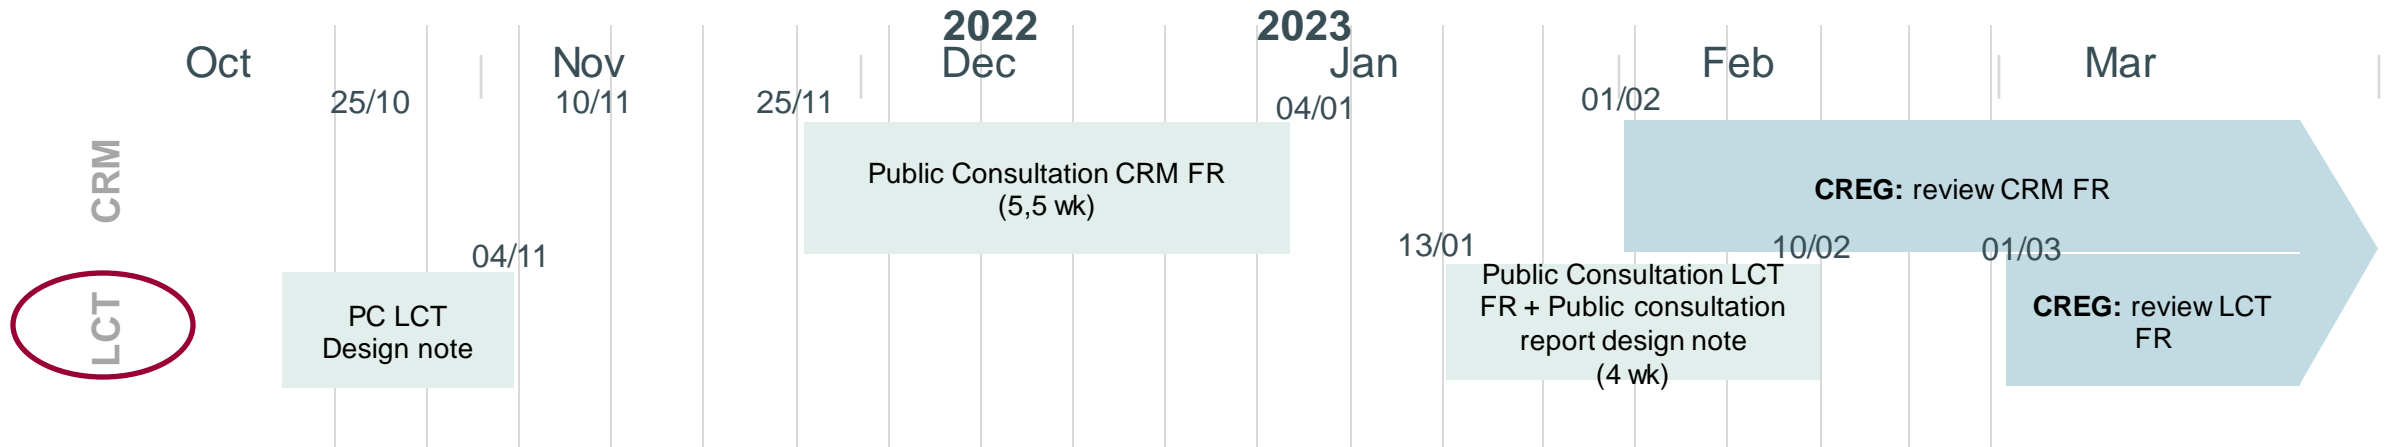 2022
2023
Oct
Nov
Dec
Jan
Feb
Mar
25/10
10/11
25/11
04/01
01/02
CRM
Public Consultation CRM FR
(5,5 wk)
CREG: review CRM FR
04/11
13/01
10/02
01/03
LCT
PC LCT
Design note
Public Consultation LCT
FR + Public consultation
report design note
(4 wk)
CREG: review LCT
FR